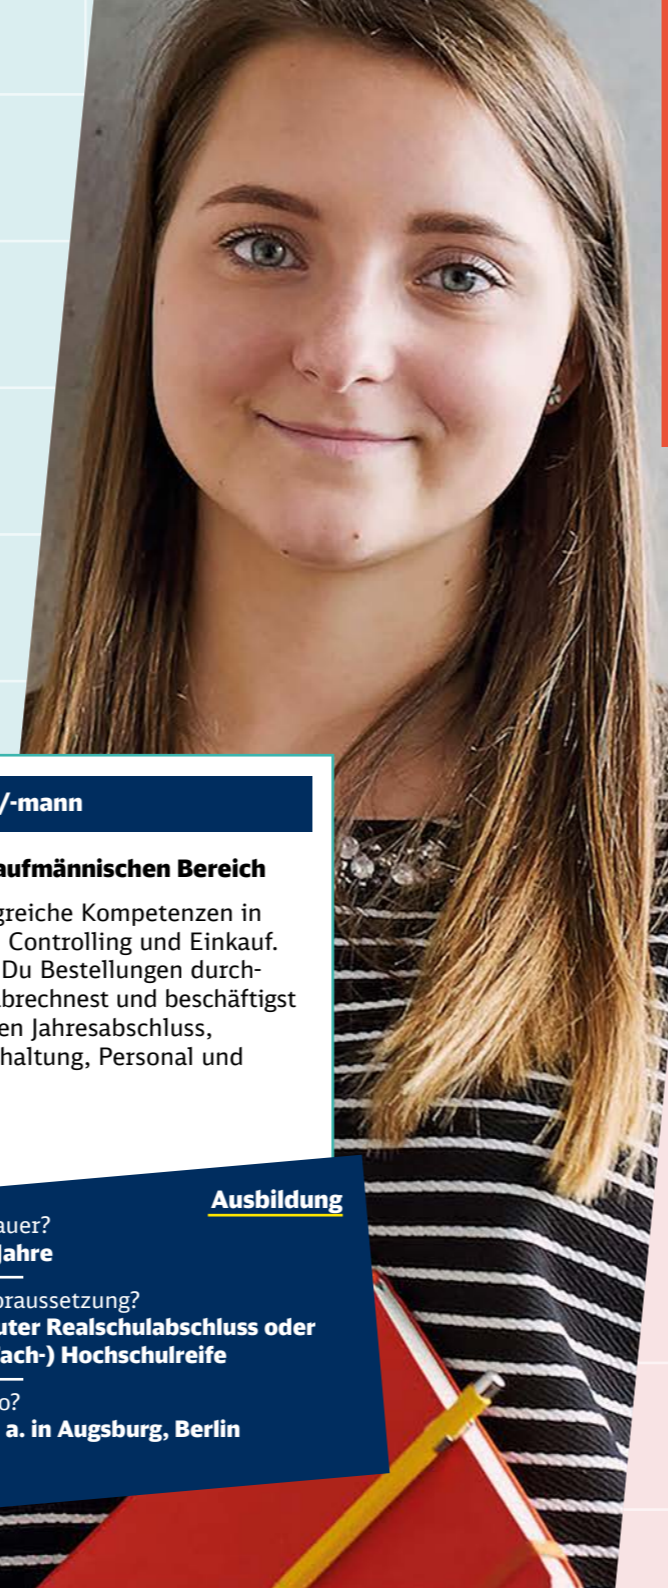 /-mann
aufmännischen Bereich
greiche Kompetenzen in
Controlling und Einkauf.
Du Bestellungen durch-
brechnest und beschäftigst
en Jahresabschluss,
haltung, Personal und
Ausbildung
auer?
Jahre
oraussetzung?
uter Realschulabschluss oder
ach-) Hochschulreife
o?
a. in Augsburg, Berlin